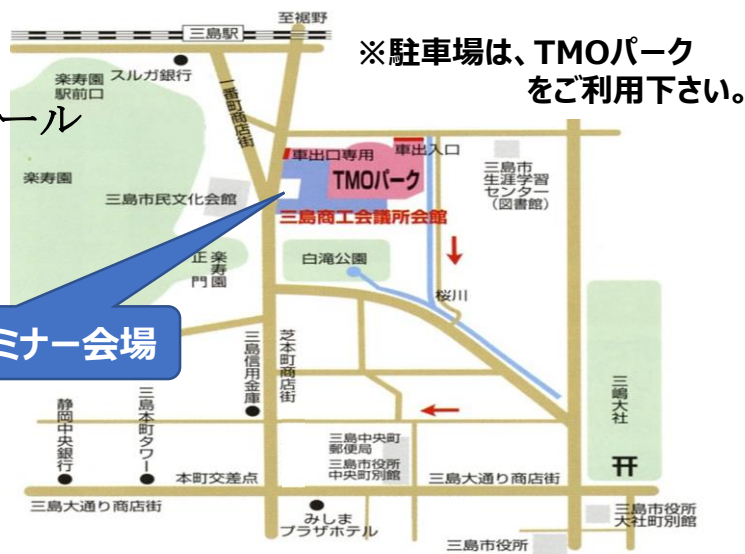 至裾野
三島駅
※駐車場は、TMOパーク
をご利用下さい。
スルガ銀行
楽寿園
駅前口
一番町商店街
ール
車出口専用
車出入口
TMOパーク
三島市
生涯学習
センター
（図書館）
楽寿園
三島市民文化会館
三島商工会議所会館
楽寿園
正門
白滝公園
桜川
ミナー会場
三島信用金庫
芝本町商店街
三嶋大社
静岡中央銀行
三島本町タワー
三島中央町
郵便局
三島市役所
中央町別館
本町交差点
三島大通り商店街
三島大通り商店街
みしま
プラザホテル
三島市役所
大社町別館
三島市役所